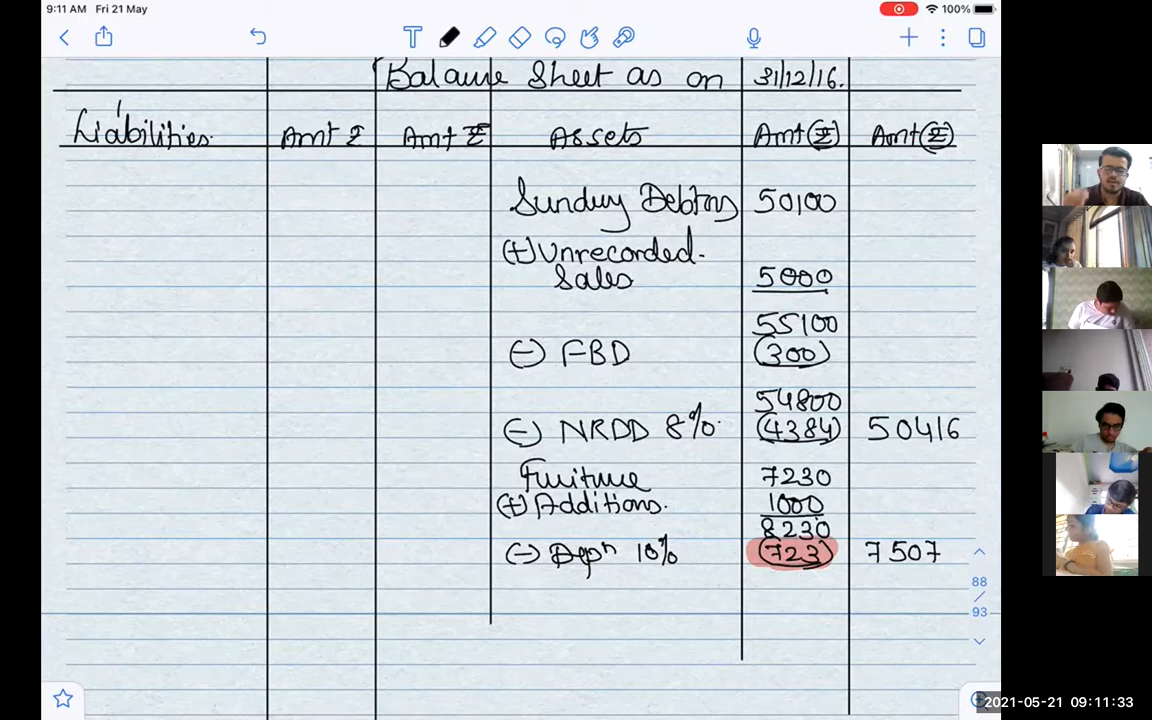 9:11 AM Fri 21 May
100%
Balance Sheet as on 31/12/16.
Liabilities. Amt ₹ Amt ₹ Assets Amt (₹) Amt (₹)
Sundry Debtors 50100
(+) Unrecorded.
Sales 5000
55100
(-) FBD (300)
54800
(-) NRDD 8%. (4384) 50416
Furniture 7230
(+) Additions. 1000
8230
(-) Depn 10% (723) 7507
88
/
93
2021-05-21 09:11:33